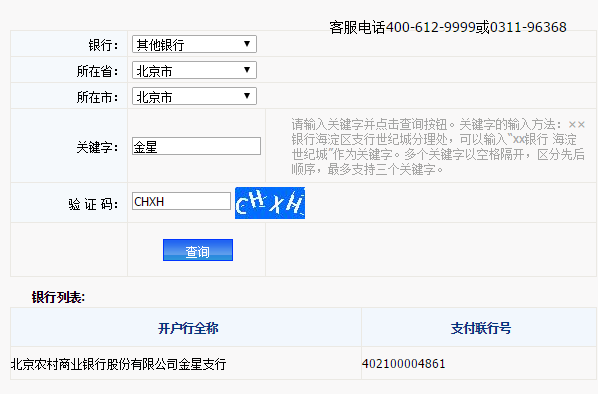 客服电话400-612-9999或0311-96368
银行： 其他银行
所在省： 北京市
所在市： 北京市
关键字： 金星
请输入关键字并点击查询按钮。关键字的输入方法：××
银行海淀区支行世纪城分理处，可以输入“xx银行 海淀
世纪城”作为关键字。多个关键字以空格隔开，区分先后
顺序，最多支持三个关键字。
验 证 码： CHXH CHXH
查询
银行列表:
开户行全称 支付联行号
北京农村商业银行股份有限公司金星支行 402100004861